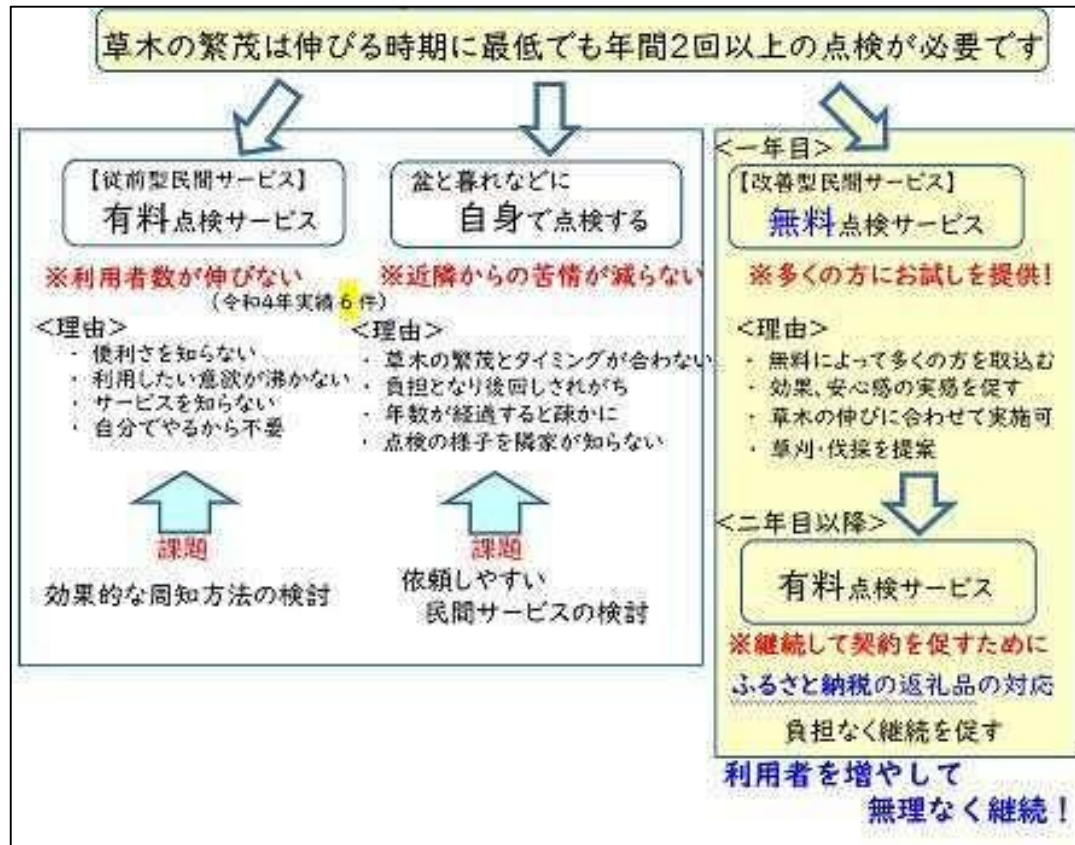 草木の繁茂は伸びる時期に最低でも年間2回以上の点検が必要です
【従前型民間サービス】
有料点検サービス
※利用者数が伸びない
(令和4年実績6件)
<理由>
・ 便利さを知らない
・ 利用したい意欲が沸かない
・ サービスを知らない
・ 自分でやるから不要
課題
効果的な周知方法の検討
盆と暮れなどに
自身で点検する
※近隣からの苦情が減らない
<理由>
・ 草木の繁茂とタイミングが合わない
・ 負担となり後回しされがち
・ 年数が経過すると疎かに
・ 点検の様子を隣家が知らない
課題
依頼しやすい
民間サービスの検討
<一年目>
【改善型民間サービス】
無料点検サービス
※多くの方にお試しを提供!
<理由>
・ 無料によって多くの方を取込む
・ 効果、安心感の実感を促す
・ 草木の伸びに合わせて実施可
・ 草刈・伐採を提案
<二年目以降>
有料点検サービス
※継続して契約を促すために
ふるさと納税の返礼品の対応
負担なく継続を促す
利用者を増やして
無理なく継続!